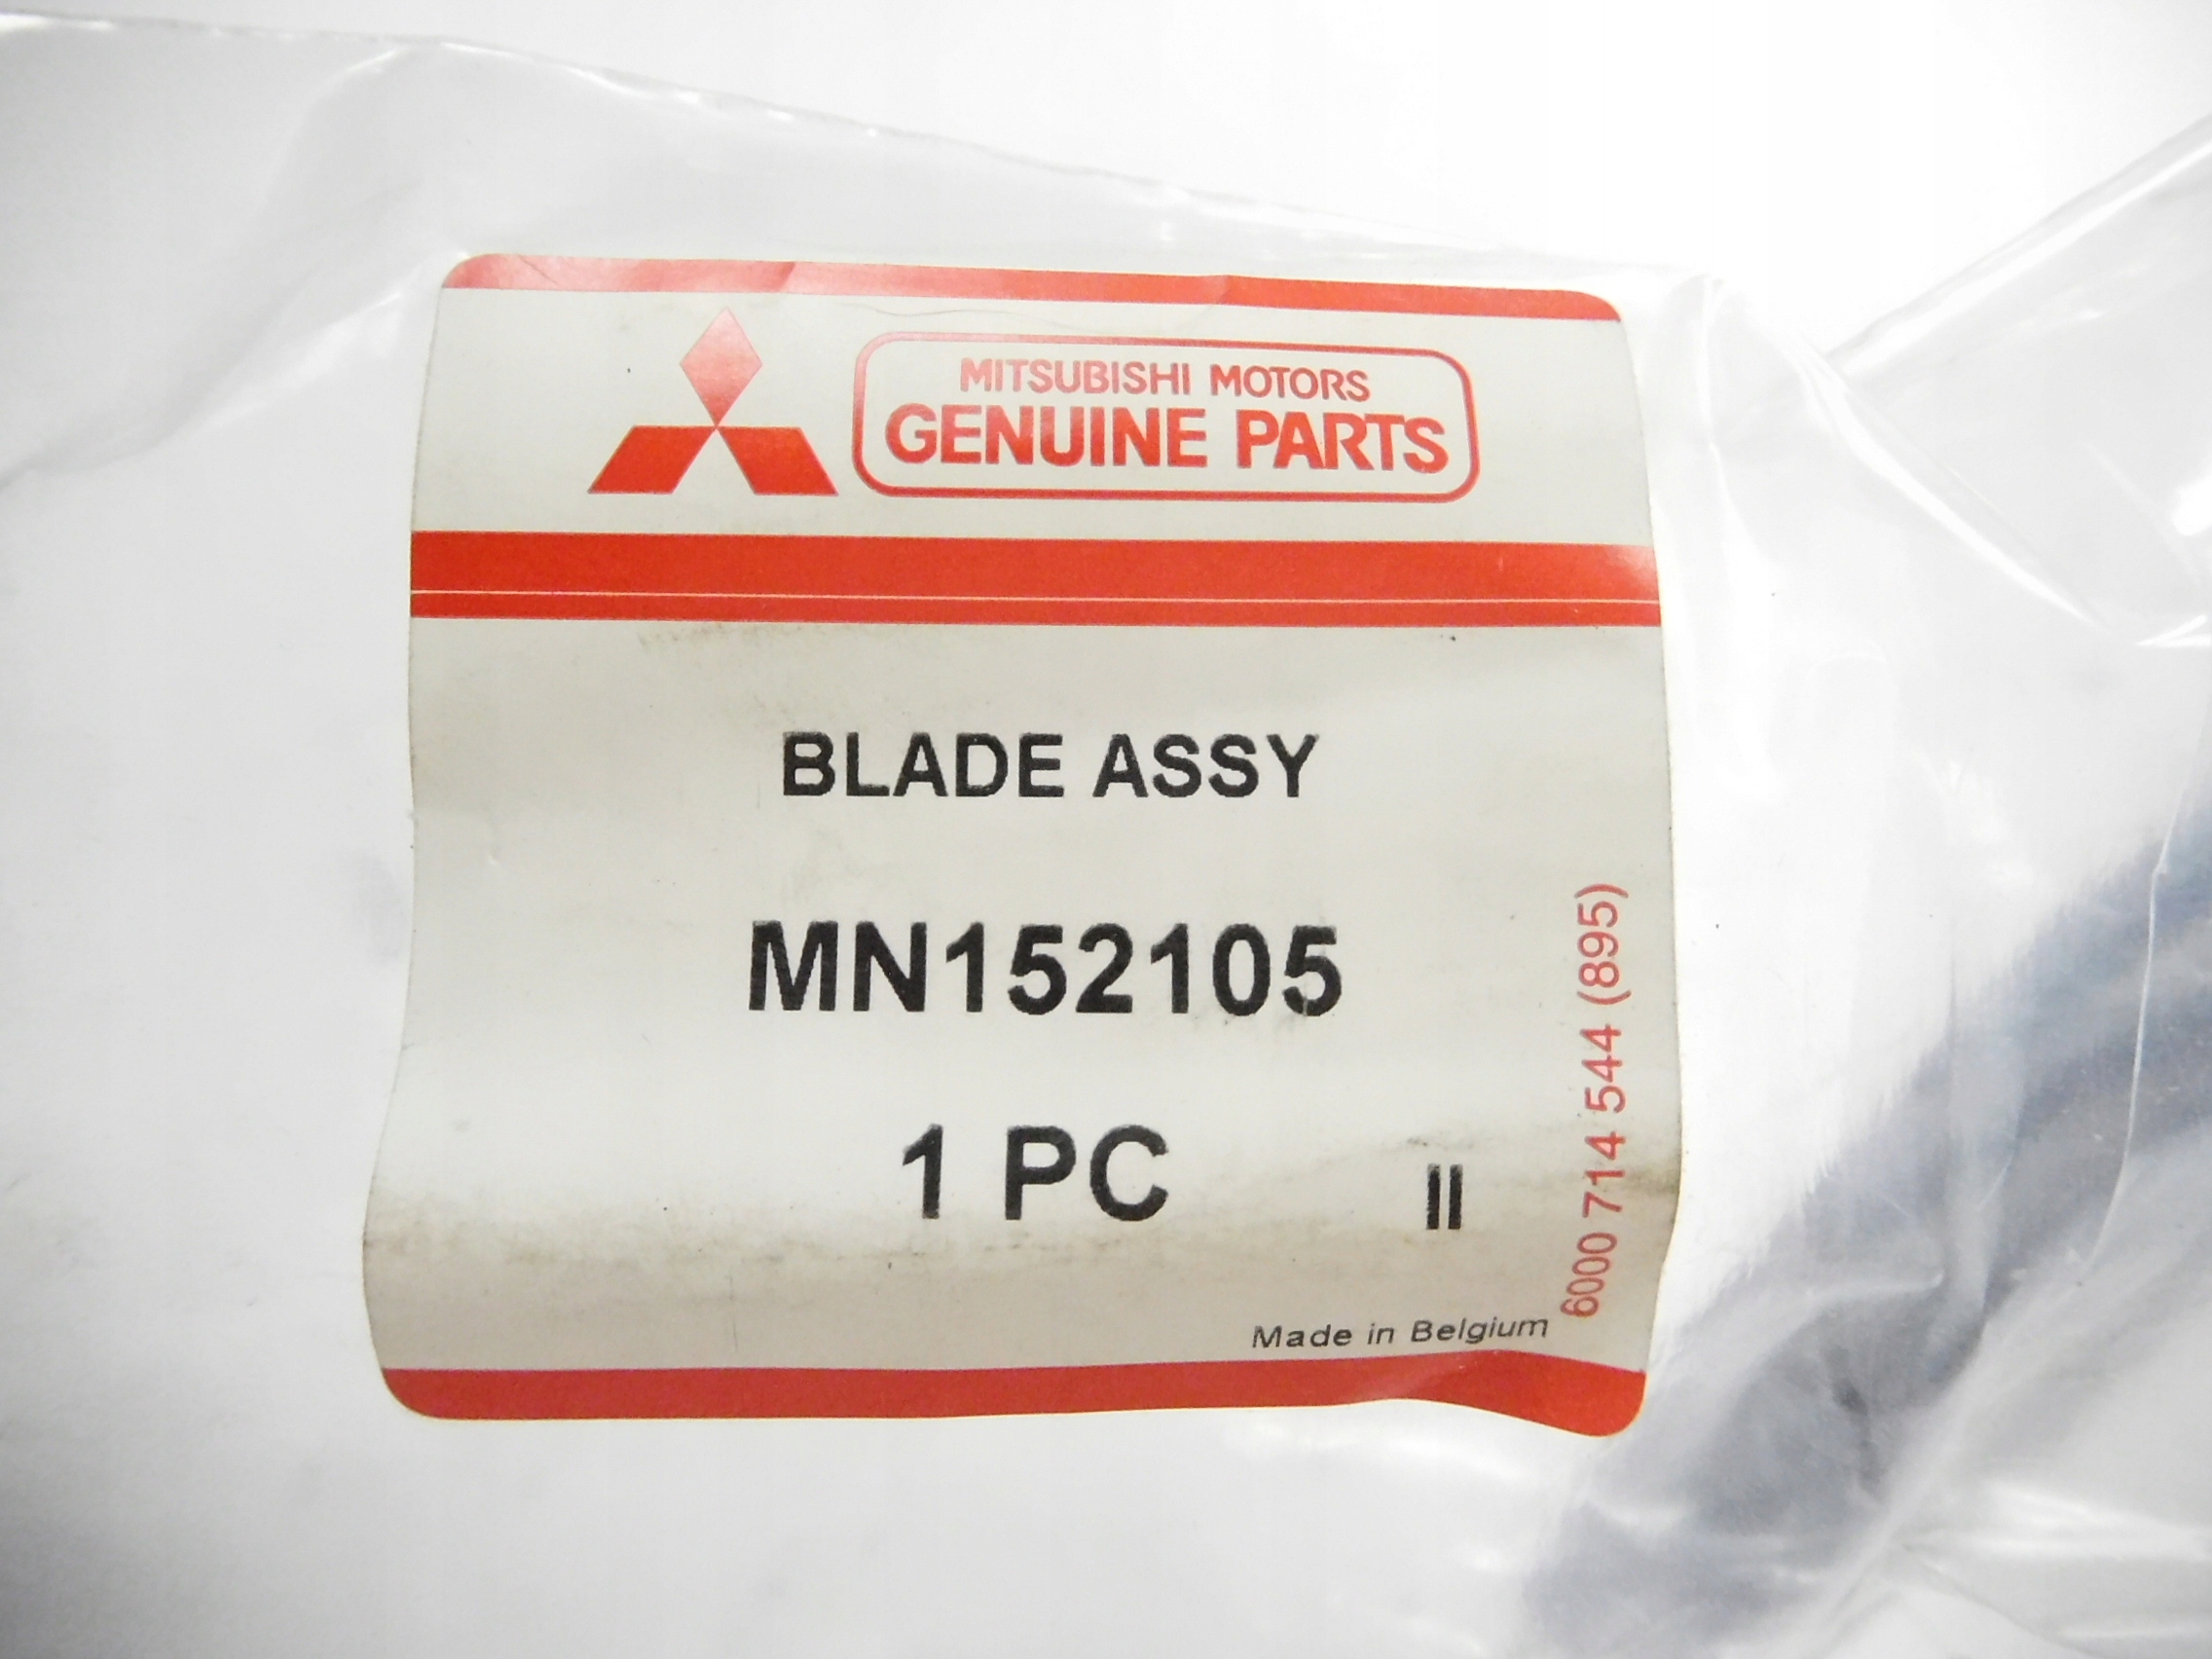 MITSUBISHI MOTORS
GENUINE PARTS
BLADE ASSY
MN152105
1 PC
II
Made in Belgium
6000 714 544 (895)